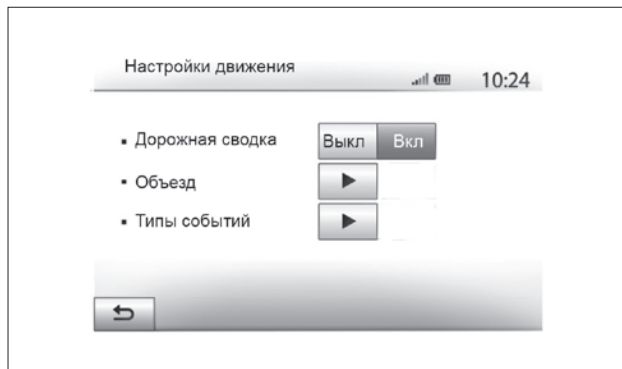 Настройки движения
10:24
Дорожная сводка Выкл Вкл
Объезд
Типы событий